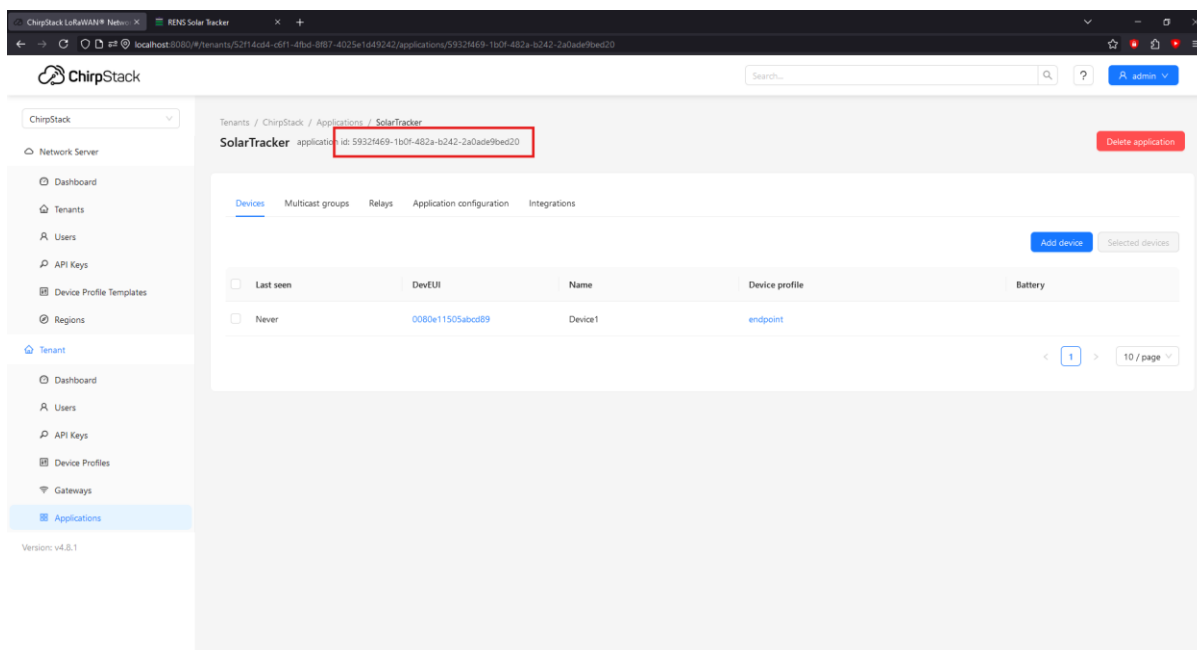 ChirpStack LoRaWAN® Networ
RENS Solar Tracker
localhost:8080/#/tenants/52f14cd4-c6f1-4fbd-8f87-4025e1d49242/applications/5932f469-1b0f-482a-b242-2a0ade9bed20
ChirpStack
Search...
?
admin
ChirpStack
Network Server
Dashboard
Tenants
Users
API Keys
Device Profile Templates
Regions
Tenant
Dashboard
Users
API Keys
Device Profiles
Gateways
Applications
Version: v4.8.1
Tenants / ChirpStack / Applications / SolarTracker
SolarTracker application id: 5932f469-1b0f-482a-b242-2a0ade9bed20
Delete application
Devices Multicast groups Relays Application configuration Integrations
Add device Selected devices
Last seen DevEUI Name Device profile Battery
Never 0080e11505abcd89 Device1 endpoint
1 10 / page